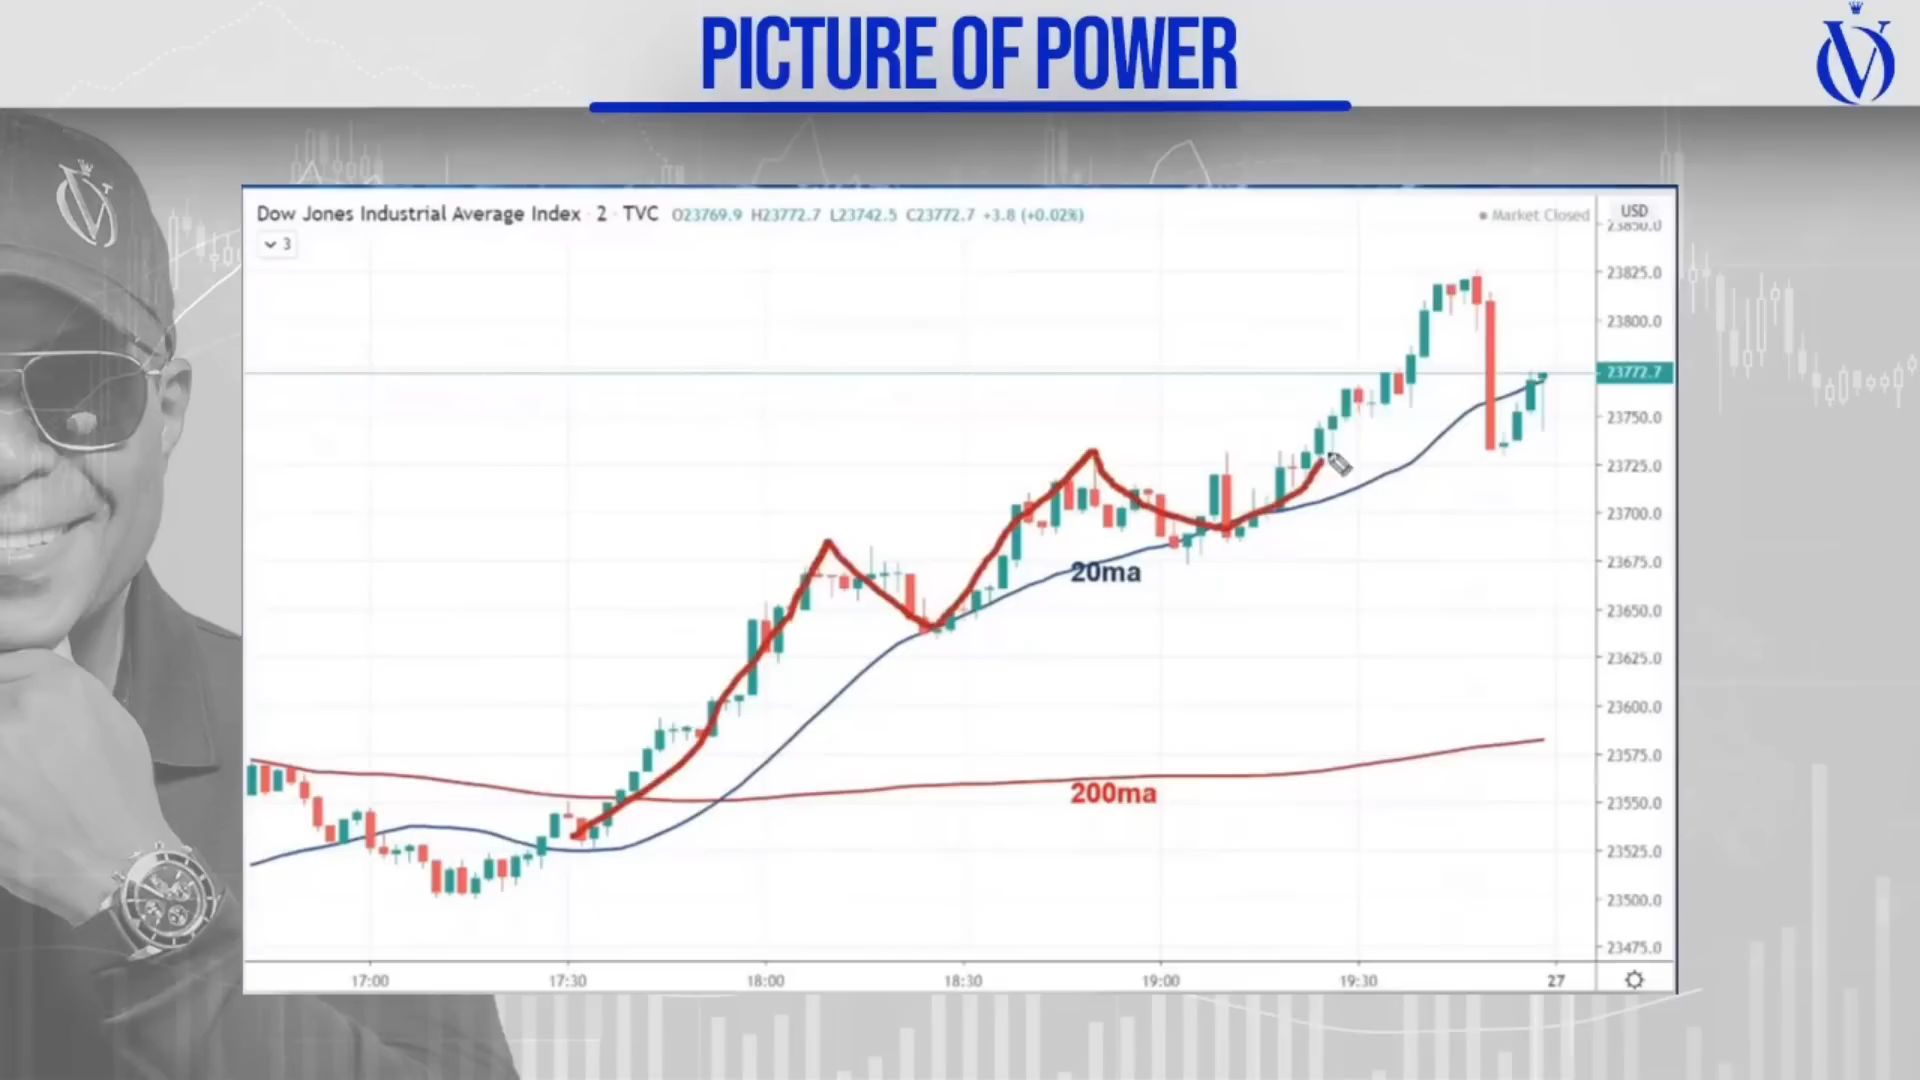 PICTURE OF POWER
Dow Jones Industrial Average Index · 2 · TVC O23769.9 H23772.7 L23742.5 C23772.7 +3.8 (+0.02%)
Market Closed
USD
3
23850.0
23825.0
23800.0
23772.7
23750.0
23725.0
23700.0
23675.0
23650.0
23625.0
23600.0
23575.0
23550.0
23525.0
23500.0
23475.0
20ma
200ma
17:00 17:30 18:00 18:30 19:00 19:30 27